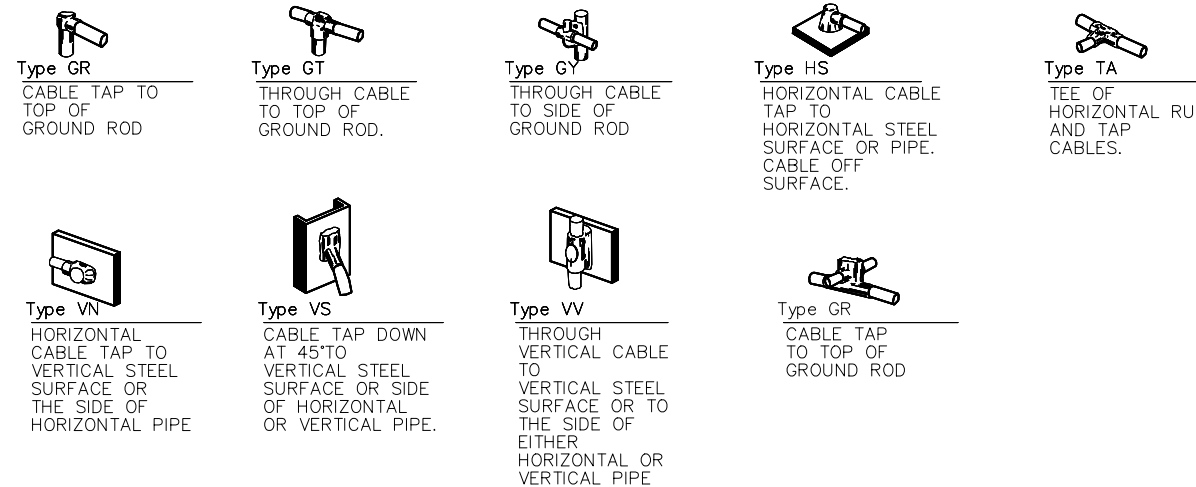 Type GR
CABLE TAP TO
TOP OF
GROUND ROD
Type GT
THROUGH CABLE
TO TOP OF
GROUND ROD.
Type GY
THROUGH CABLE
TO SIDE OF
GROUND ROD
Type HS
HORIZONTAL CABLE
TAP TO
HORIZONTAL STEEL
SURFACE OR PIPE.
CABLE OFF
SURFACE.
Type TA
TEE OF
HORIZONTAL RU
AND TAP
CABLES.
Type VN
HORIZONTAL
CABLE TAP TO
VERTICAL STEEL
SURFACE OR
THE SIDE OF
HORIZONTAL PIPE
Type VS
CABLE TAP DOWN
AT 45°TO
VERTICAL STEEL
SURFACE OR SIDE
OF HORIZONTAL
OR VERTICAL PIPE.
Type VV
THROUGH
VERTICAL CABLE
TO
VERTICAL STEEL
SURFACE OR TO
THE SIDE OF
EITHER
HORIZONTAL OR
VERTICAL PIPE
Type GR
CABLE TAP
TO TOP OF
GROUND ROD